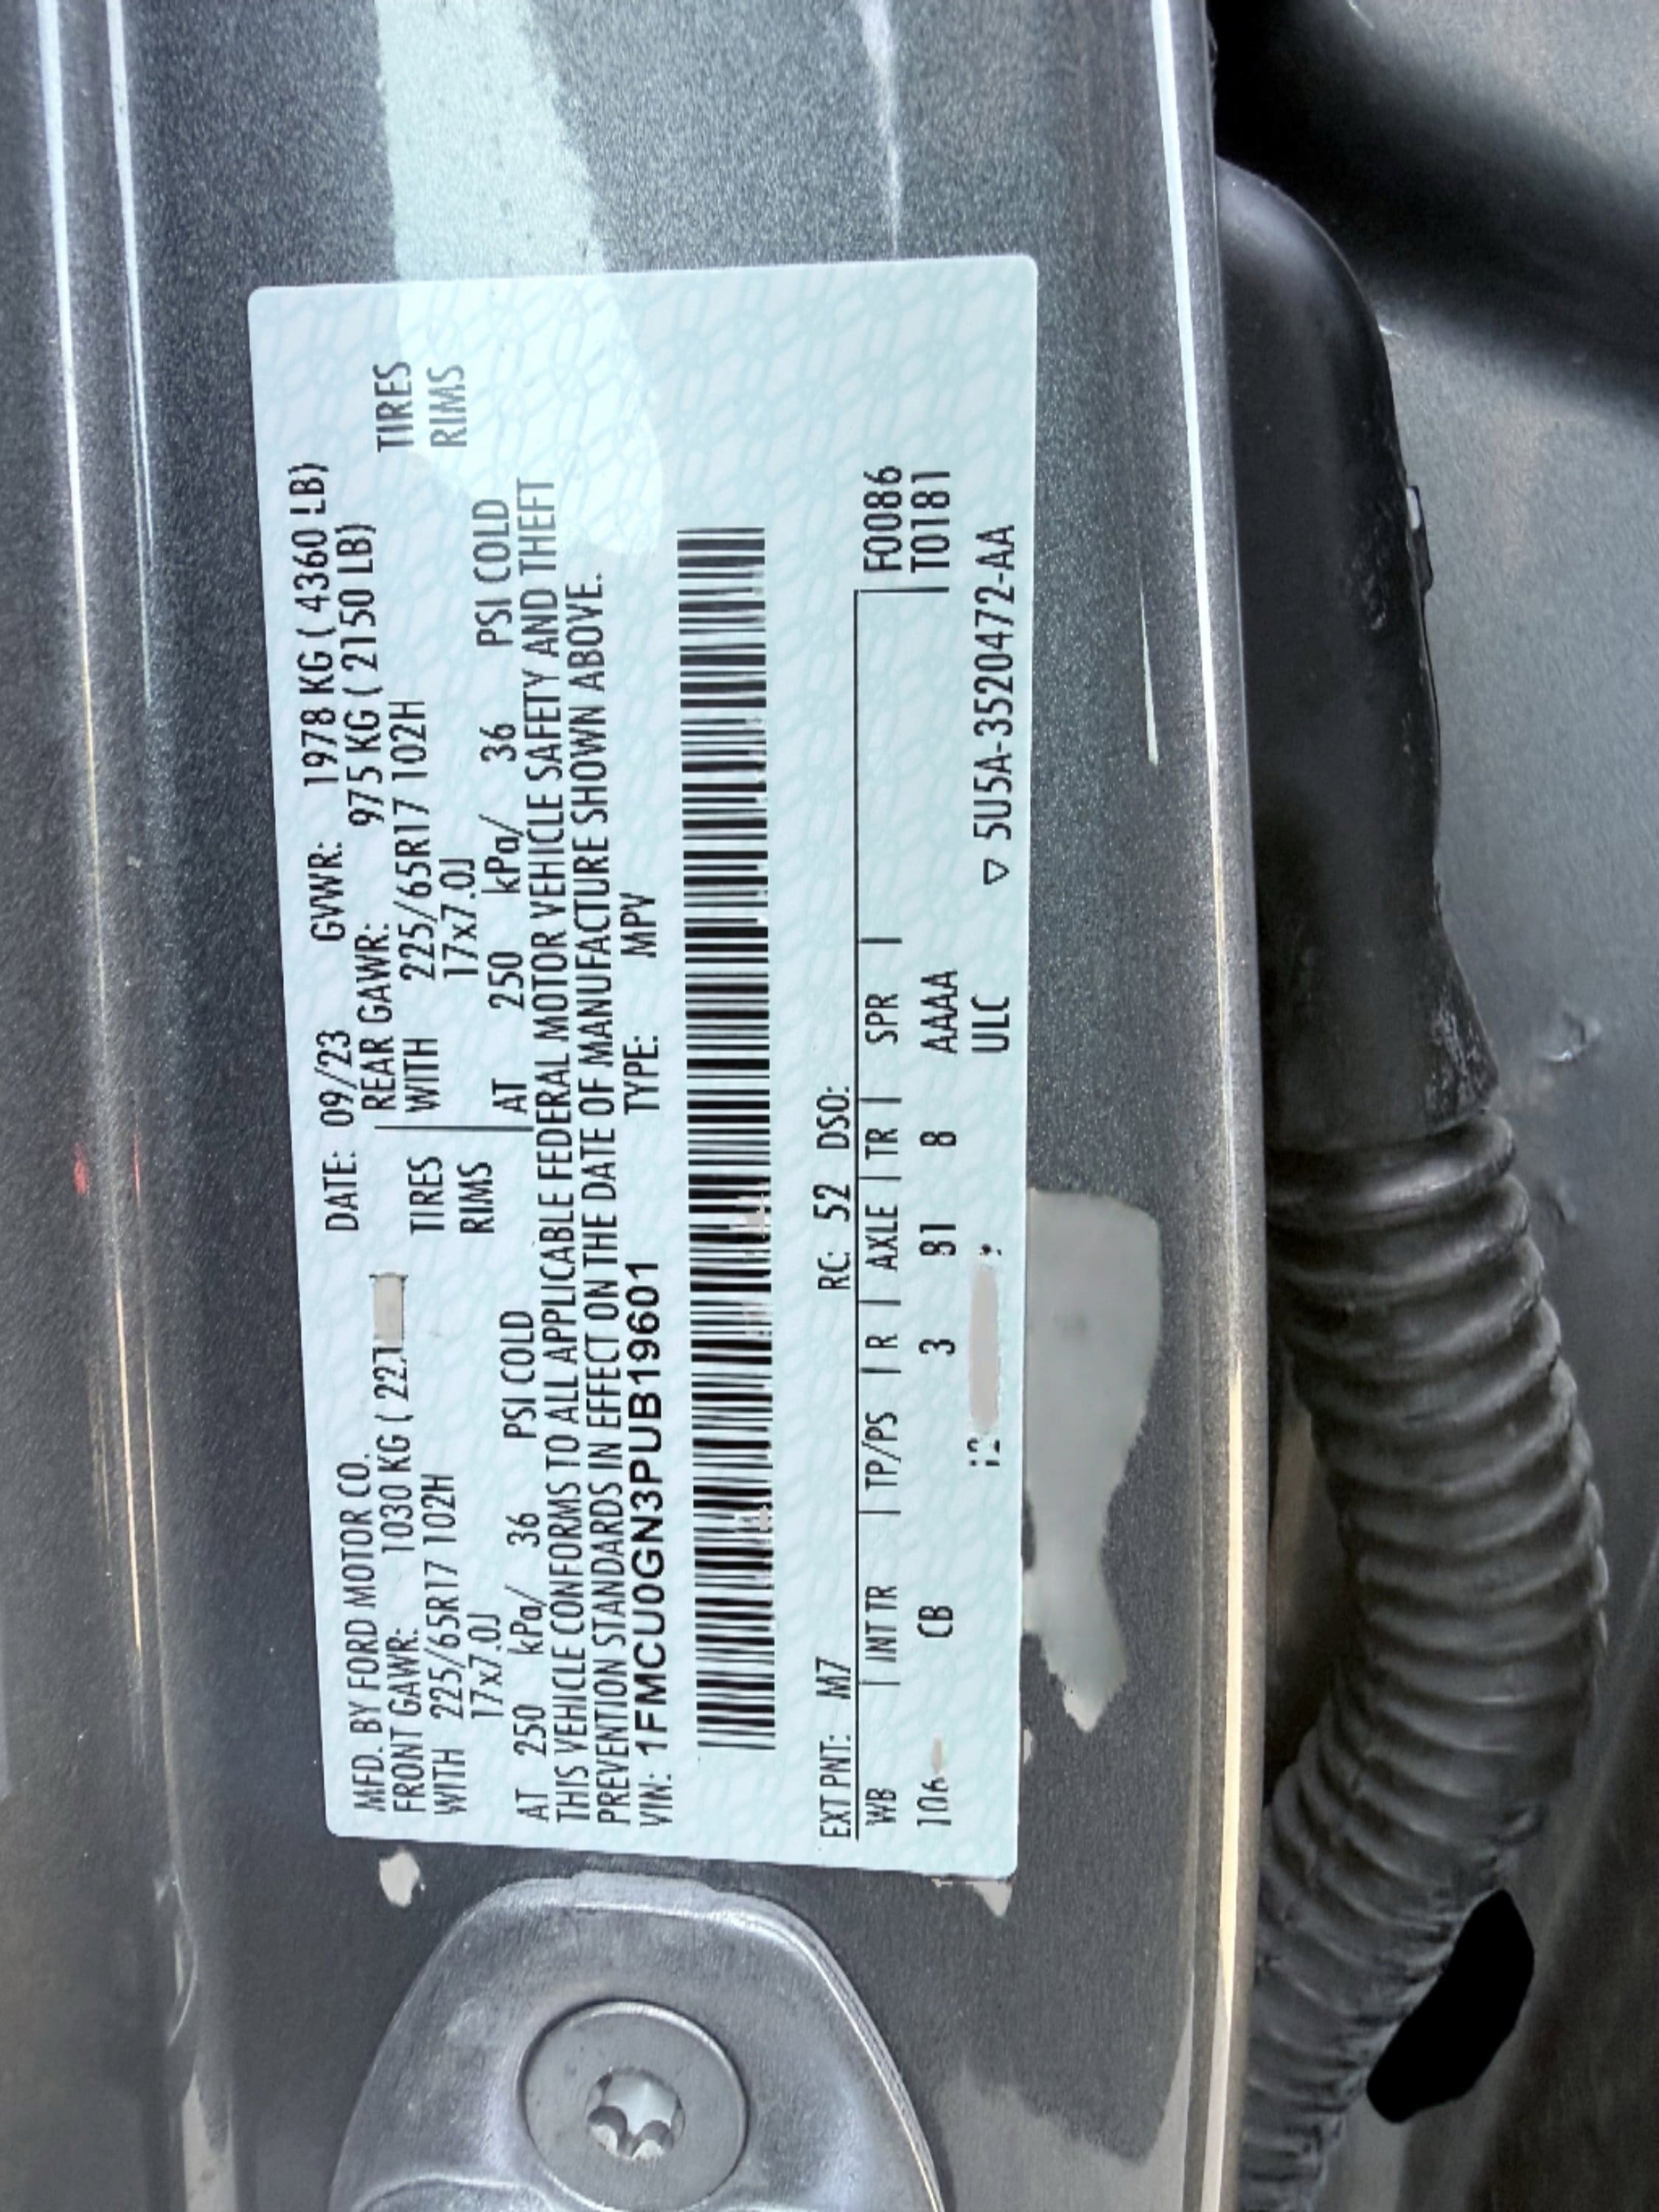 MFD. BY FORD MOTOR CO. DATE: 09/23 GVWR: 1978 KG ( 4360 LB)
FRONT GAWR: 1030 KG ( REAR GAWR: 975 KG ( 2150 LB)
WITH 225/65R17 102H TIRES WITH 225/65R17 102H TIRES
17x7.0J RIMS 17x7.0J RIMS
AT 250 kPa/ 36 PSI COLD AT 250 kPa/ 36 PSI COLD
THIS VEHICLE CONFORMS TO ALL APPLICABLE FEDERAL MOTOR VEHICLE SAFETY AND THEFT
PREVENTION STANDARDS IN EFFECT ON THE DATE OF MANUFACTURE SHOWN ABOVE.
VIN: 1FMCU0GN3PUB19601 TYPE: MPV
EXT PNT: M7 RC: 52 DSO:
WB INT TR TP/PS R AXLE TR SPR F0086
CB 3 B1 8 AAAA T0181
ULC ▽ 5U5A-3520472-AA